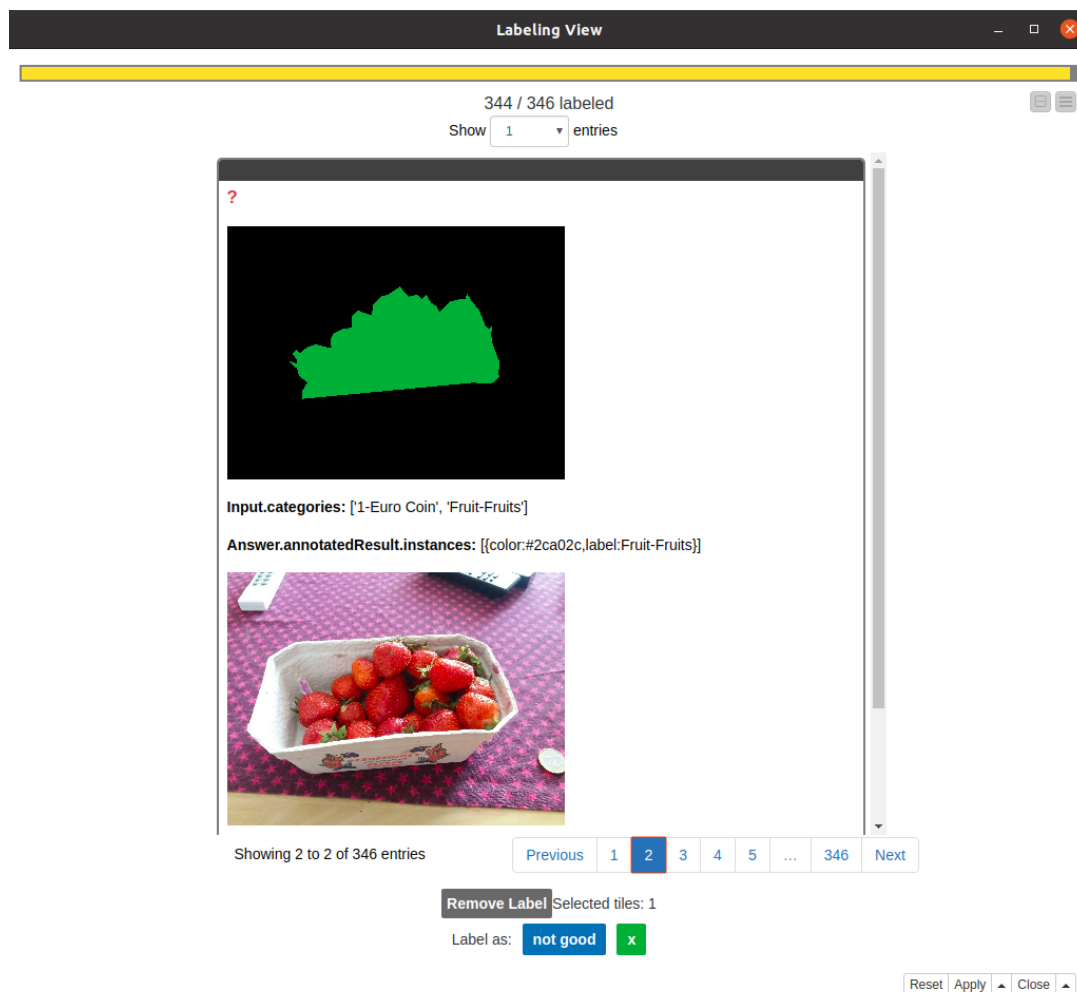 Labeling View
344 / 346 labeled
Show 1 entries
?
Input.categories: ['1-Euro Coin', 'Fruit-Fruits']
Answer.annotatedResult.instances: [{color:#2ca02c,label:Fruit-Fruits}]
Showing 2 to 2 of 346 entries
Previous 1 2 3 4 5 … 346 Next
Remove Label Selected tiles: 1
Label as: not good x
Reset Apply Close